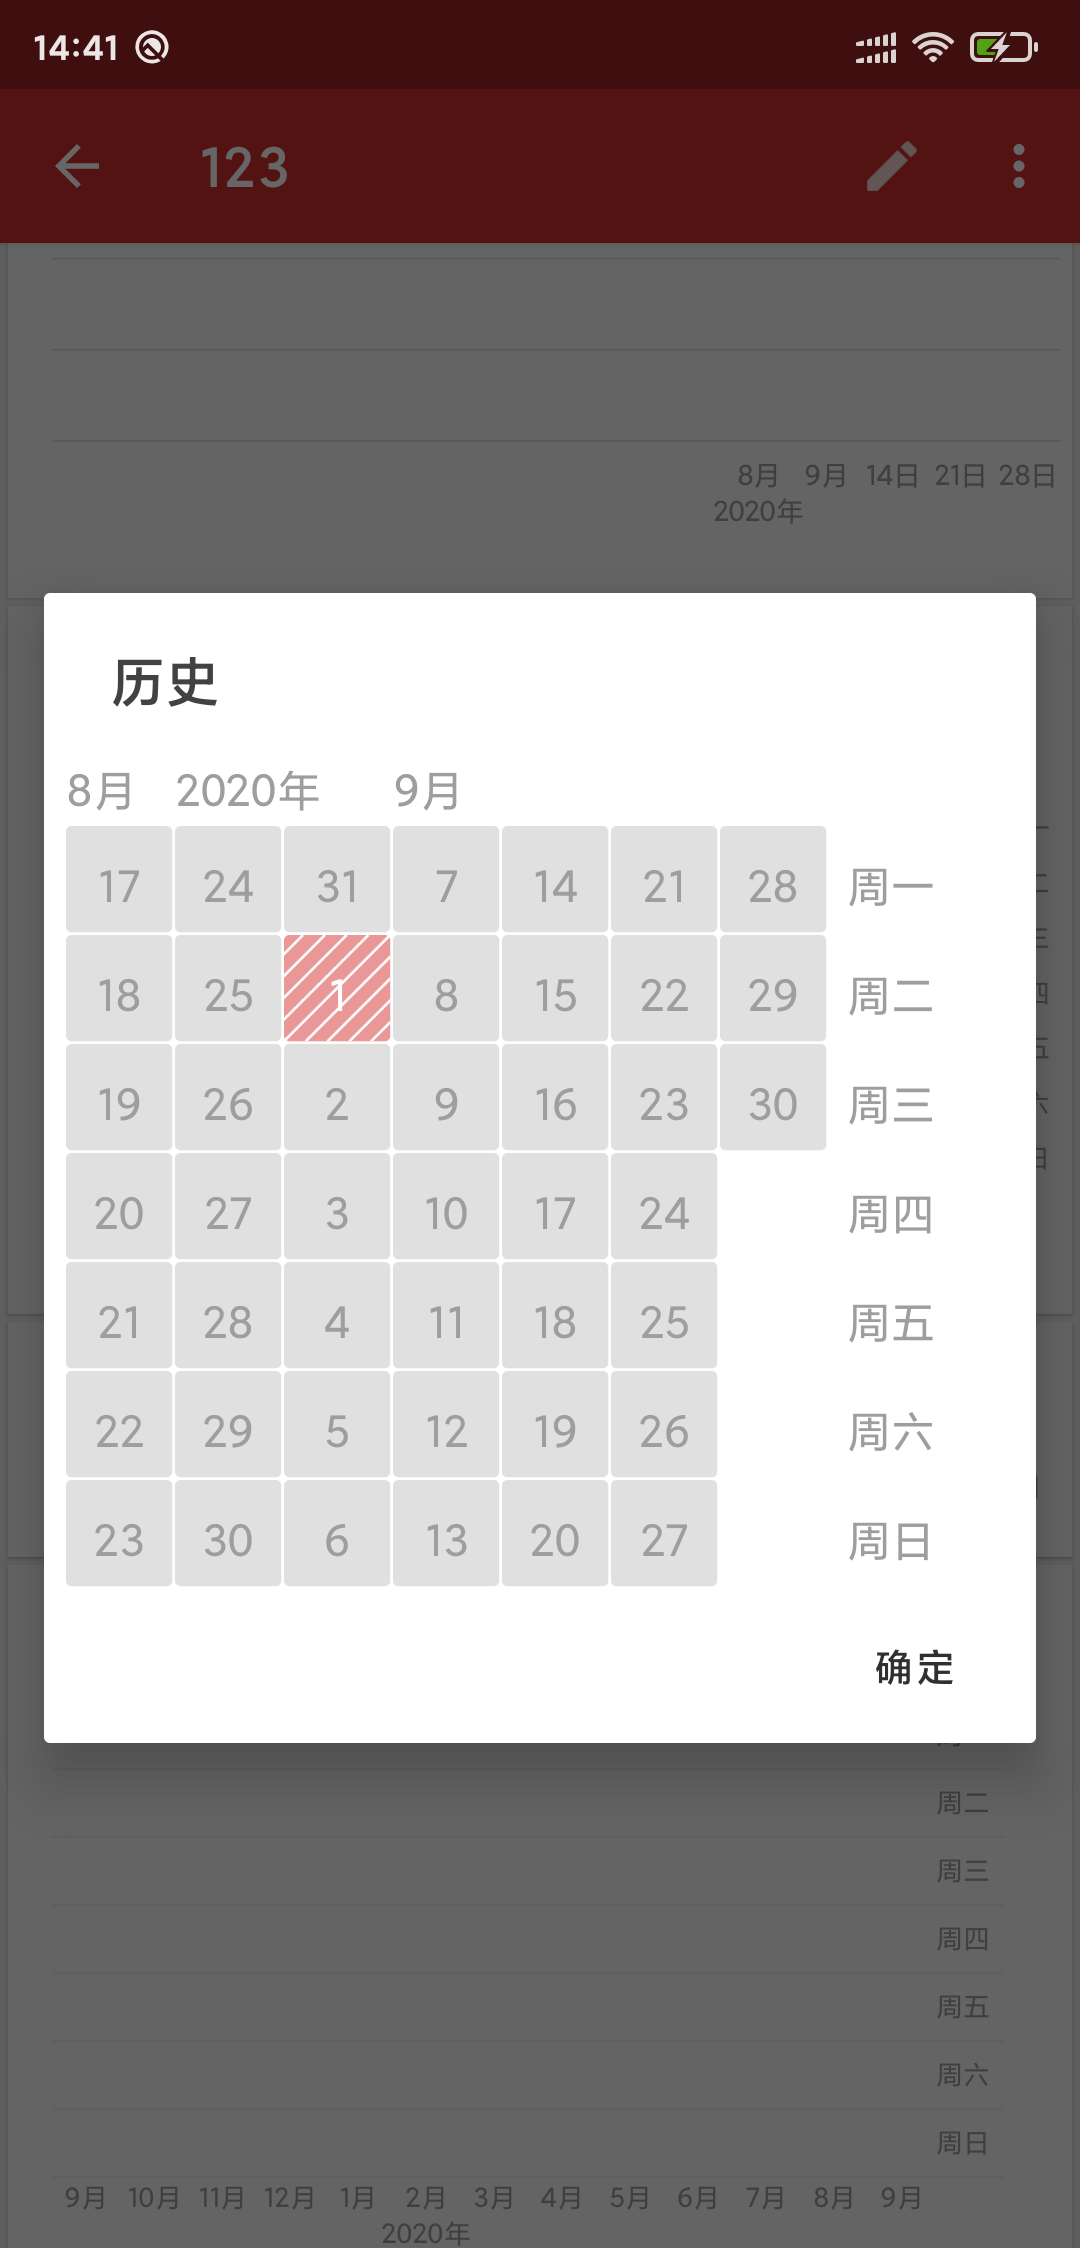 14:41
123
8月 9月 14日 21日 28日
2020年
历史
8月 2020年 9月
17 24 31 7 14 21 28 周一
18 25 1 8 15 22 29 周二
19 26 2 9 16 23 30 周三
20 27 3 10 17 24 周四
21 28 4 11 18 25 周五
22 29 5 12 19 26 周六
23 30 6 13 20 27 周日
确定
周二
周三
周四
周五
周六
周日
9月 10月 11月 12月 1月 2月 3月 4月 5月 6月 7月 8月 9月
2020年